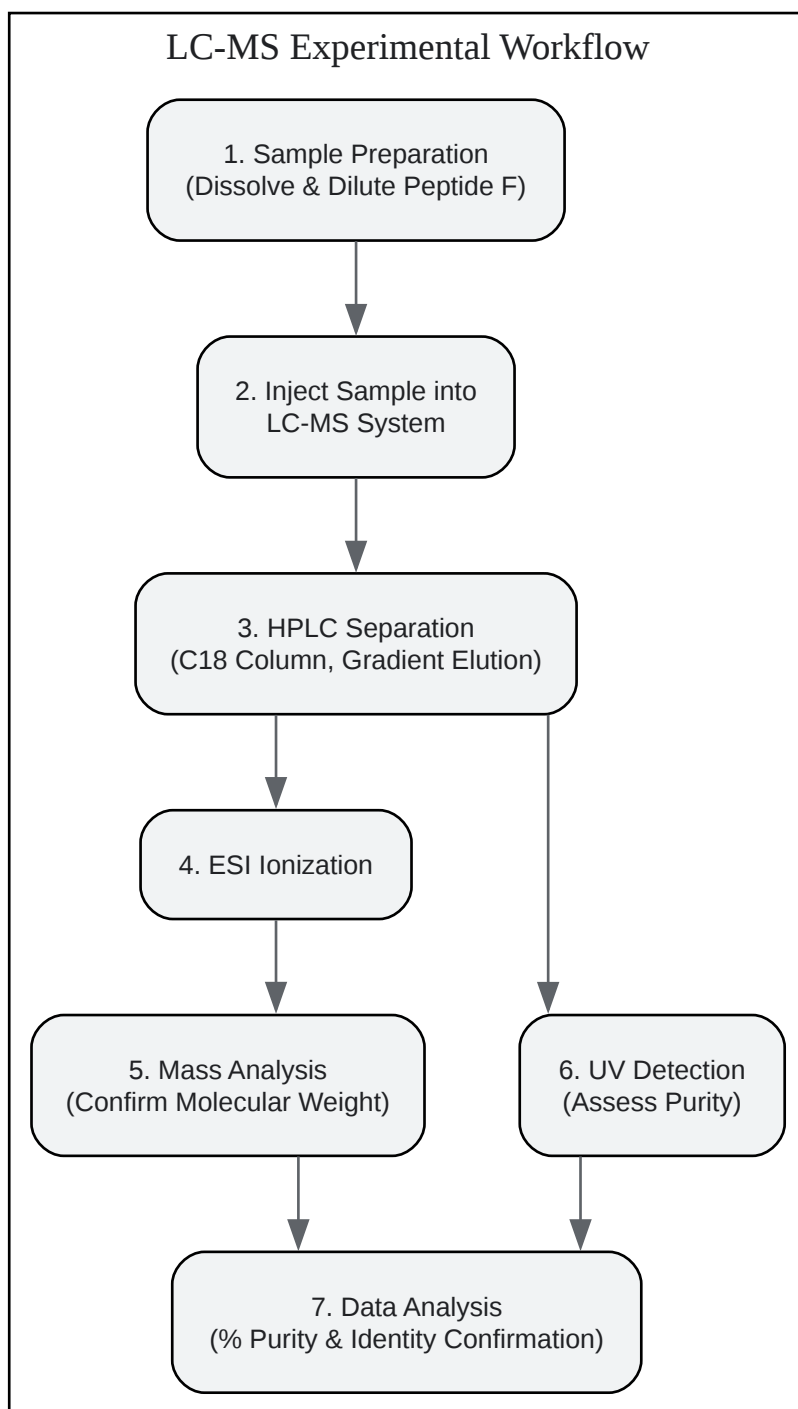 LC-MS Experimental Workflow
1. Sample Preparation
(Dissolve & Dilute Peptide F)
2. Inject Sample into
LC-MS System
3. HPLC Separation
(C18 Column, Gradient Elution)
4. ESI Ionization
5. Mass Analysis
(Confirm Molecular Weight)
6. UV Detection
(Assess Purity)
7. Data Analysis
(% Purity & Identity Confirmation)